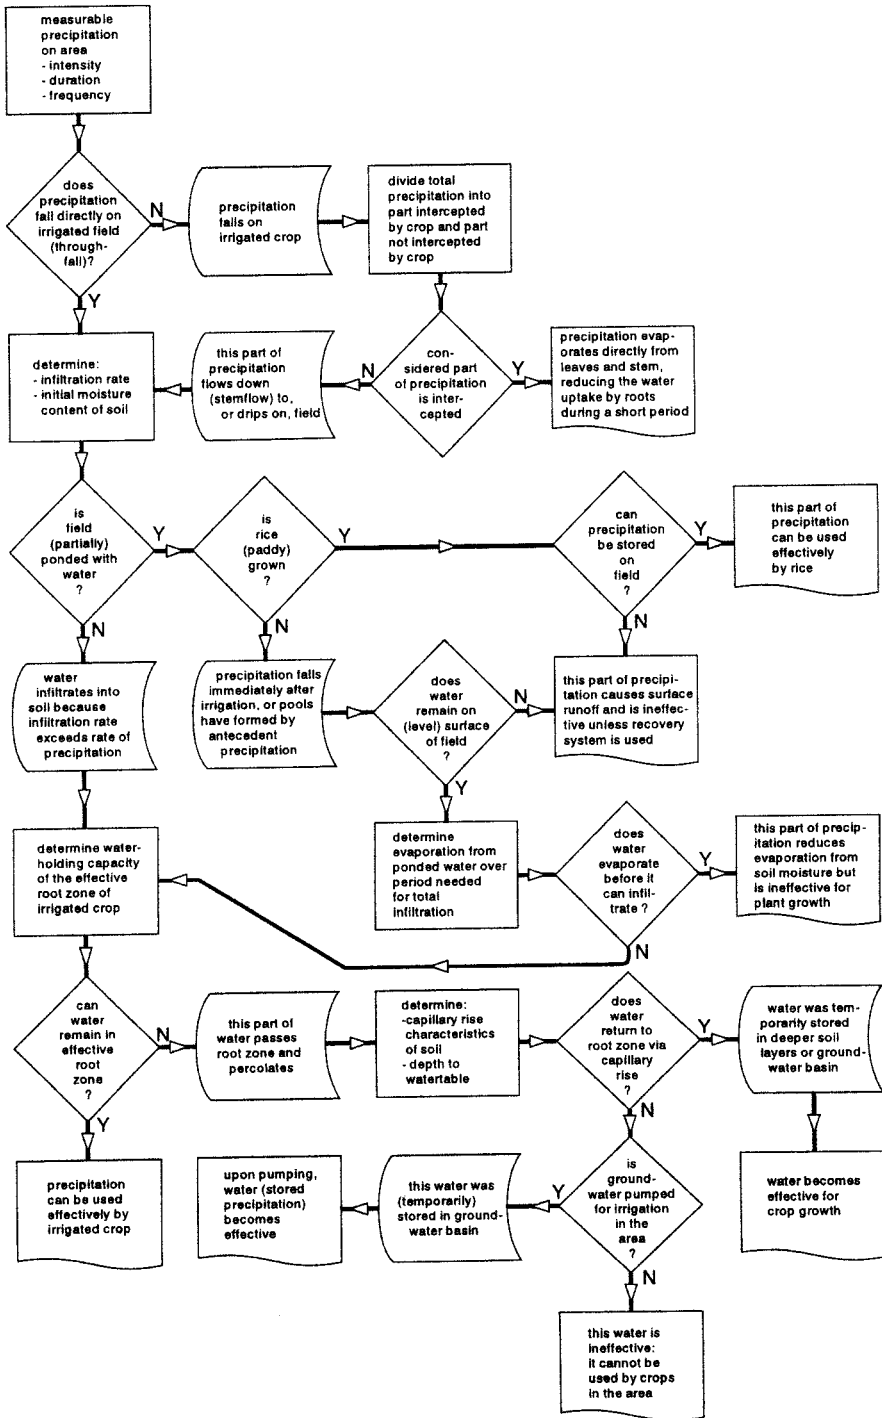 measurable
precipitation
on area
- intensity
- duration
- frequency
does
precipitation
fall directly on
irrigated field
(through-
fall)?
N
Y
precipitation
falls on
irrigated crop
divide total
precipitation into
part intercepted
by crop and part
not intercepted
by crop
determine:
- infiltration rate
- initial moisture
content of soil
this part of
precipitation
flows down
(stemflow) to,
or drips on, field
N
con-
sidered part
of precipitation
is inter-
cepted
Y
precipitation evap-
orates directly from
leaves and stem,
reducing the water
uptake by roots
during a short period
is
field
(partially)
ponded with
water
?
Y
N
is
rice
(paddy)
grown
?
Y
N
can
precipitation
be stored
on
field
?
Y
N
this part of
precipitation
can be used
effectively
by rice
water
infiltrates into
soil because
infiltration rate
exceeds rate of
precipitation
precipitation falls
immediately after
irrigation, or pools
have formed by
antecedent
precipitation
does
water
remain on
(level) surface
of field
?
N
Y
this part of precipi-
tation causes surface
runoff and is ineffec-
tive unless recovery
system is used
determine water-
holding capacity
of the effective
root zone of
irrigated crop
determine
evaporation from
ponded water over
period needed
for total
infiltration
does
water
evaporate
before it
can infil-
trate ?
Y
N
this part of precip-
itation reduces
evaporation from
soil moisture but
is ineffective for
plant growth
can
water
remain in
effective
root
zone
?
N
Y
this part of
water passes
root zone and
percolates
determine:
-capillary rise
characteristics
of soil
- depth to
watertable
does
water
return to
root zone via
capillary
rise
?
Y
N
water was tem-
porarily stored
in deeper soil
layers or ground-
water basin
precipitation
can be used
effectively by
irrigated crop
upon pumping,
water (stored
precipitation)
becomes
effective
this water was
(temporarily)
stored in ground-
water basin
Y
is
ground-
water pumped
for irrigation
in the
area
?
N
water becomes
effective for
crop growth
this water is
ineffective:
it cannot be
used by crops
in the area